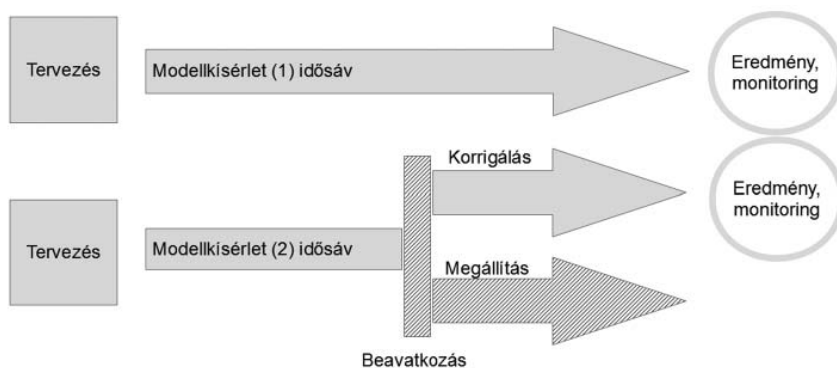 Tervezés
Modellkísérlet (1) idősáv
Eredmény,
monitoring
Korrigálás
Eredmény,
monitoring
Tervezés
Modellkísérlet (2) idősáv
Megállítás
Beavatkozás